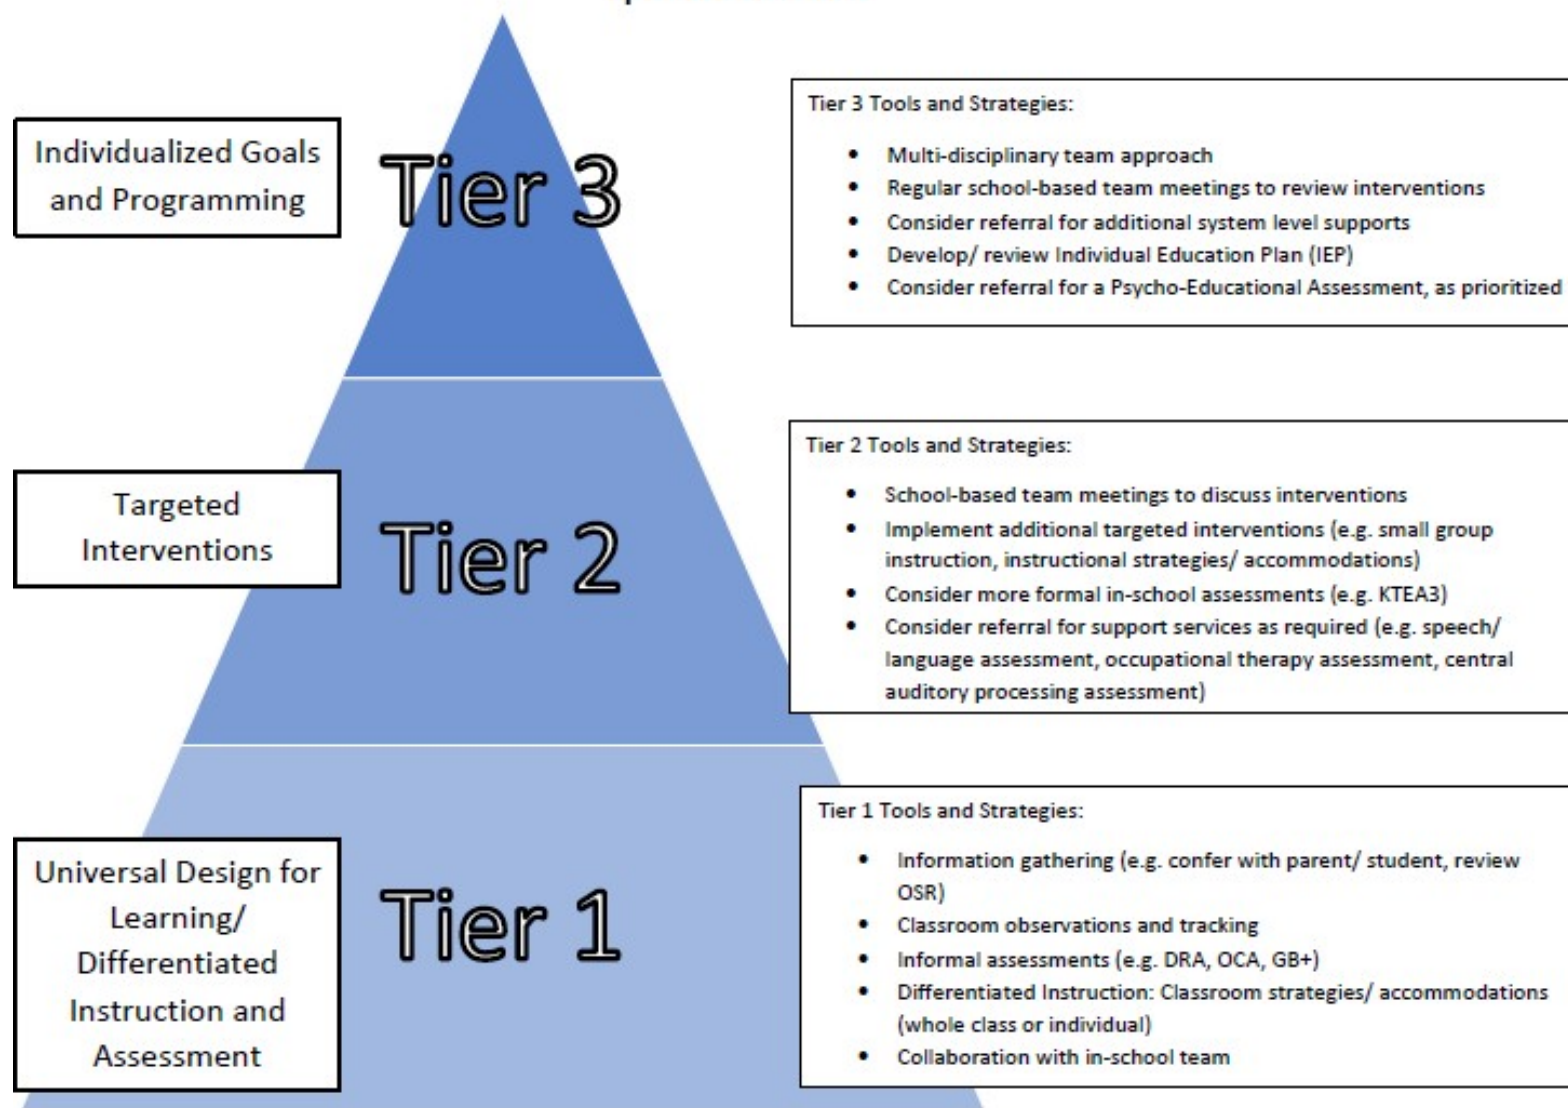 Individualized Goals
and Programming
Tier 3
Tier 3 Tools and Strategies:
• Multi-disciplinary team approach
• Regular school-based team meetings to review interventions
• Consider referral for additional system level supports
• Develop/ review Individual Education Plan (IEP)
• Consider referral for a Psycho-Educational Assessment, as prioritized
Targeted
Interventions
Tier 2
Tier 2 Tools and Strategies:
• School-based team meetings to discuss interventions
• Implement additional targeted interventions (e.g. small group
instruction, instructional strategies/ accommodations)
• Consider more formal in-school assessments (e.g. KTEA3)
• Consider referral for support services as required (e.g. speech/
language assessment, occupational therapy assessment, central
auditory processing assessment)
Universal Design for
Learning/
Differentiated
Instruction and
Assessment
Tier 1
Tier 1 Tools and Strategies:
• Information gathering (e.g. confer with parent/ student, review
OSR)
• Classroom observations and tracking
• Informal assessments (e.g. DRA, OCA, GB+)
• Differentiated Instruction: Classroom strategies/ accommodations
(whole class or individual)
• Collaboration with in-school team